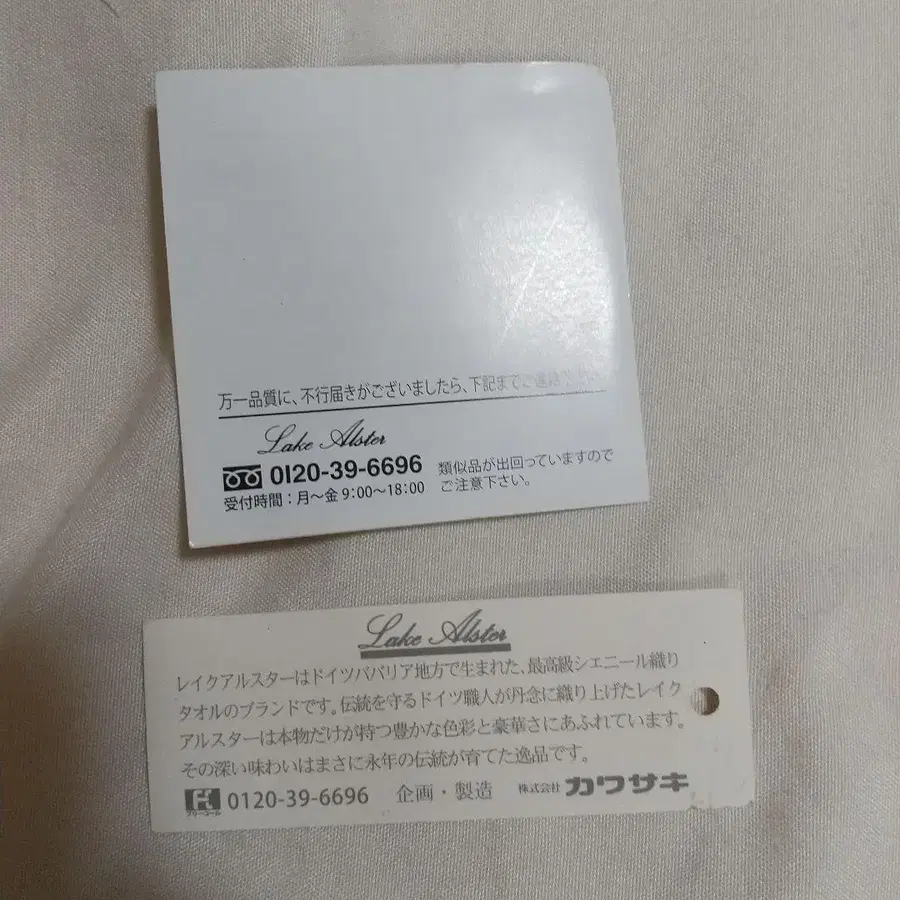 万一品質に、不行届きがございましたら、下記までご連絡
Lake Alster
0120-39-6696
類似品が出回っていますので
ご注意下さい。
受付時間：月〜金 9:00〜18:00
Lake Alster
レイクアルスターはドイツババリア地方で生まれた、最高級シェニール織り
タオルのブランドです。伝統を守るドイツ職人が丹念に織り上げたレイク
アルスターは本物だけが持つ豊かな色彩と豪華さにあふれています。
その深い味わいはまさに永年の伝統が育てた逸品です。
フリーコール 0120-39-6696 企画・製造 株式会社 カワサキ